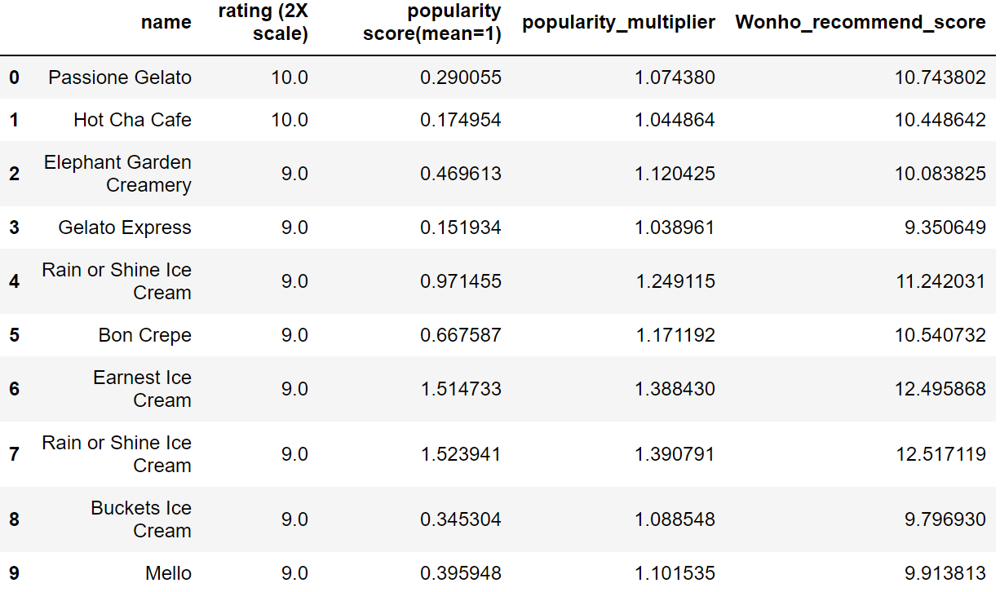 name rating (2X scale) popularity score(mean=1) popularity_multiplier Wonho_recommend_score
0 Passione Gelato 10.0 0.290055 1.074380 10.743802
1 Hot Cha Cafe 10.0 0.174954 1.044864 10.448642
2 Elephant Garden Creamery 9.0 0.469613 1.120425 10.083825
3 Gelato Express 9.0 0.151934 1.038961 9.350649
4 Rain or Shine Ice Cream 9.0 0.971455 1.249115 11.242031
5 Bon Crepe 9.0 0.667587 1.171192 10.540732
6 Earnest Ice Cream 9.0 1.514733 1.388430 12.495868
7 Rain or Shine Ice Cream 9.0 1.523941 1.390791 12.517119
8 Buckets Ice Cream 9.0 0.345304 1.088548 9.796930
9 Mello 9.0 0.395948 1.101535 9.913813